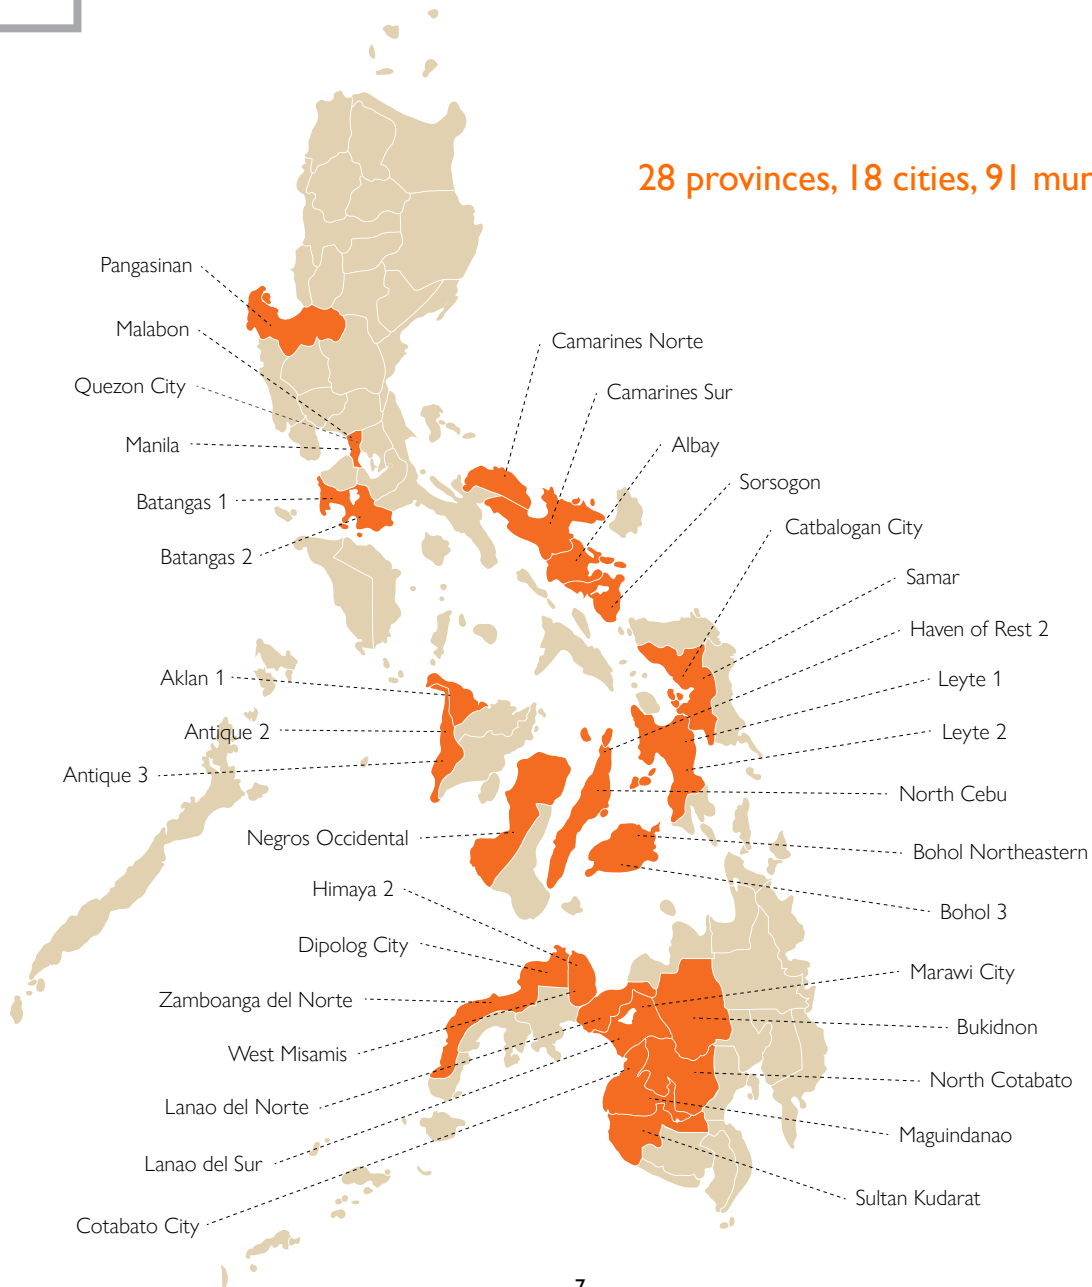 28 provinces, 18 cities, 91 mun
Pangasinan
Malabon
Quezon City
Manila
Batangas 1
Batangas 2
Camarines Norte
Camarines Sur
Albay
Sorsogon
Catbalogan City
Samar
Haven of Rest 2
Leyte 1
Leyte 2
North Cebu
Bohol Northeastern
Bohol 3
Aklan 1
Antique 2
Antique 3
Negros Occidental
Himaya 2
Dipolog City
Zamboanga del Norte
West Misamis
Lanao del Norte
Lanao del Sur
Cotabato City
Marawi City
Bukidnon
North Cotabato
Maguindanao
Sultan Kudarat
7